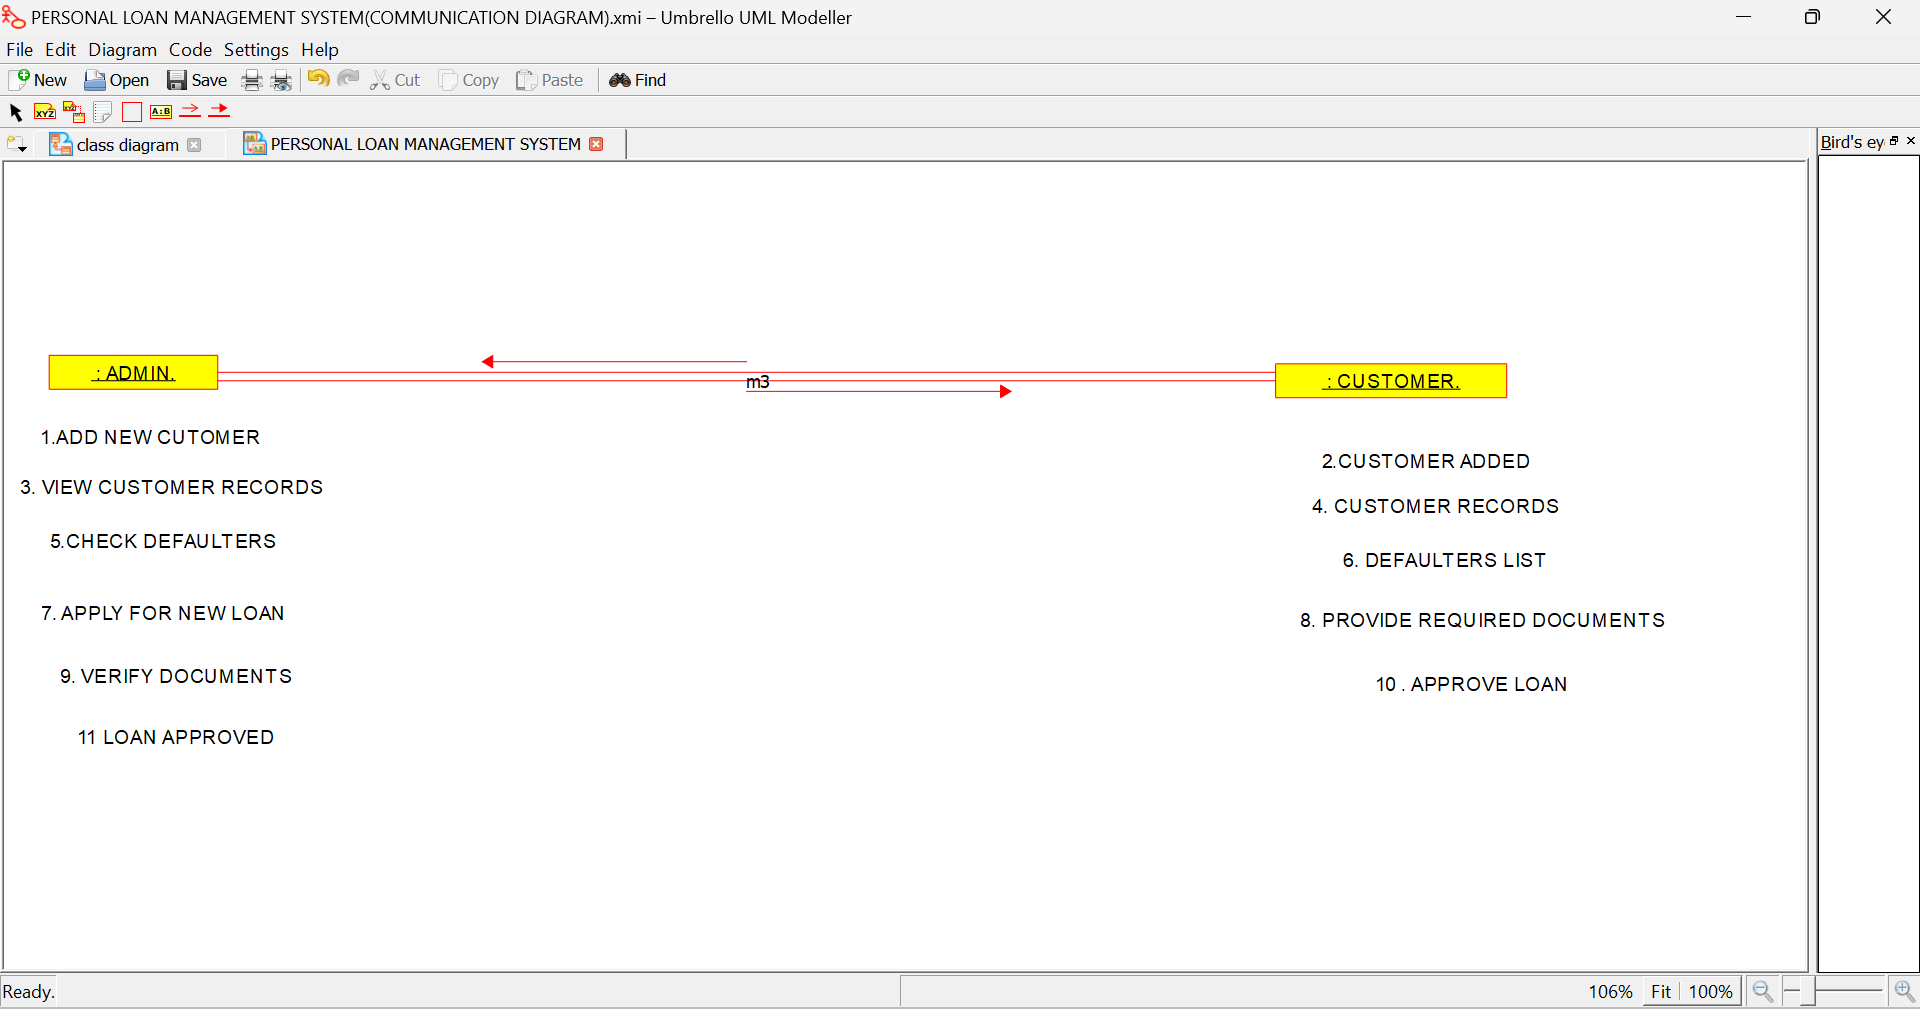 PERSONAL LOAN MANAGEMENT SYSTEM(COMMUNICATION DIAGRAM).xmi – Umbrello UML Modeller
File Edit Diagram Code Settings Help
New Open Save Cut Copy Paste Find
XYZ XYZ A:B
class diagram PERSONAL LOAN MANAGEMENT SYSTEM Bird's ey
: ADMIN.
m3
: CUSTOMER.
1.ADD NEW CUTOMER
2.CUSTOMER ADDED
3. VIEW CUSTOMER RECORDS
4. CUSTOMER RECORDS
5.CHECK DEFAULTERS
6. DEFAULTERS LIST
7. APPLY FOR NEW LOAN
8. PROVIDE REQUIRED DOCUMENTS
9. VERIFY DOCUMENTS
10 . APPROVE LOAN
11 LOAN APPROVED
Ready. 106% Fit 100%